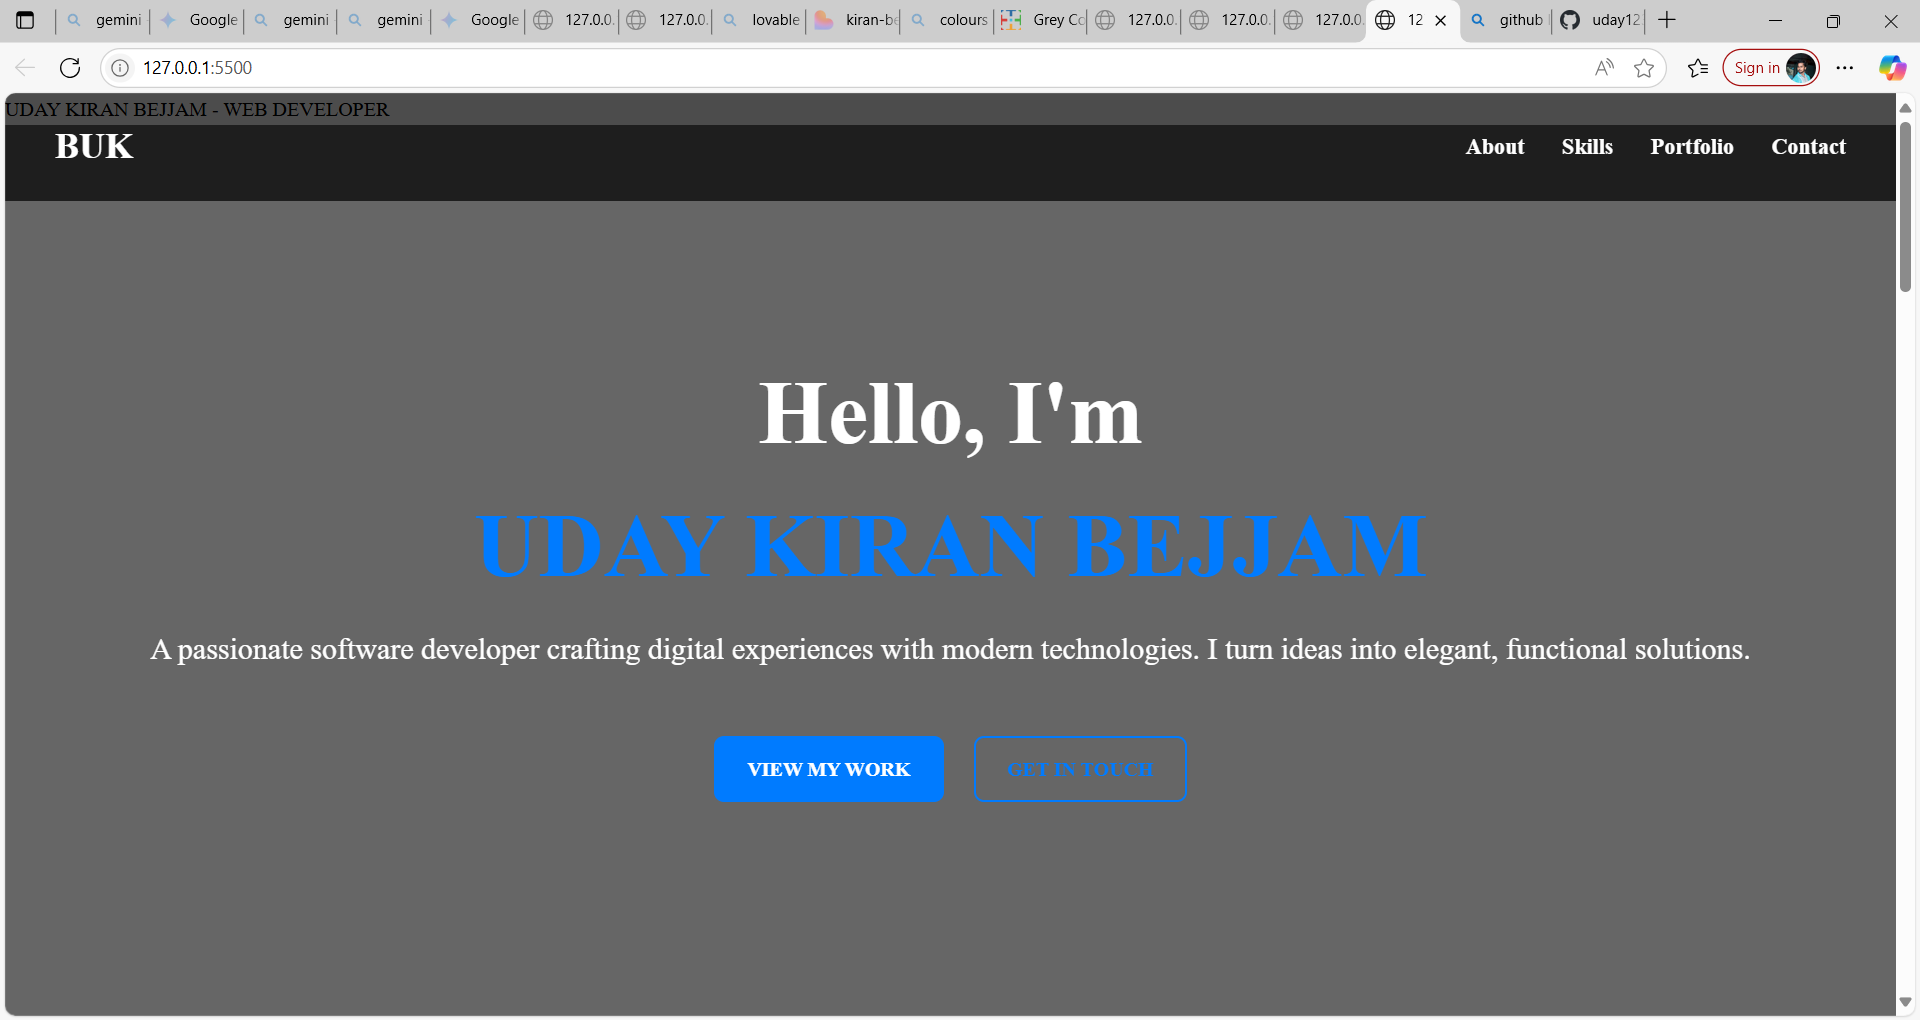 gemini Google gemini gemini Google 127.0.0. 127.0.0. lovable kiran-be colours Grey Co 127.0.0. 127.0.0. 127.0.0. 12 github uday12
127.0.0.1:5500 Sign in
UDAY KIRAN BEJJAM - WEB DEVELOPER
BUK About Skills Portfolio Contact
Hello, I'm
UDAY KIRAN BEJJAM
A passionate software developer crafting digital experiences with modern technologies. I turn ideas into elegant, functional solutions.
VIEW MY WORK GET IN TOUCH